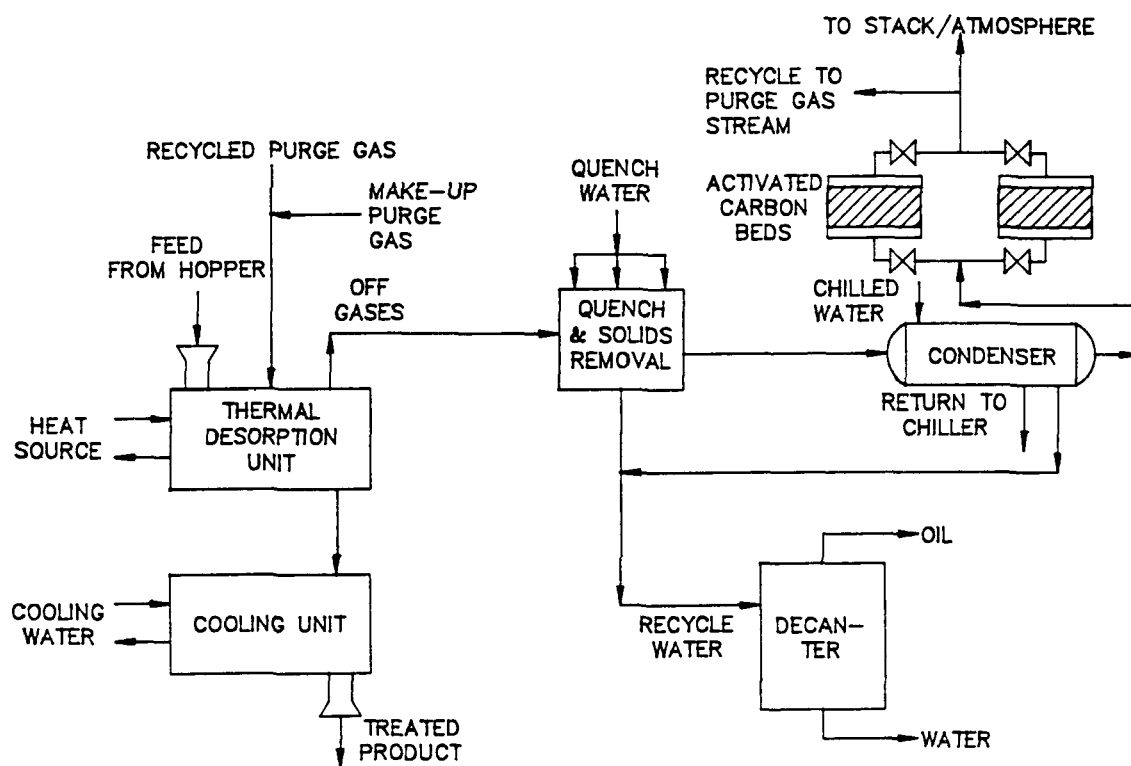 TO STACK/ATMOSPHERE
RECYCLE TO
PURGE GAS
STREAM
RECYCLED PURGE GAS
MAKE-UP
PURGE
GAS
QUENCH
WATER
ACTIVATED
CARBON
BEDS
FEED
FROM HOPPER
OFF
GASES
CHILLED
WATER
QUENCH
& SOLIDS
REMOVAL
CONDENSER
RETURN TO
CHILLER
HEAT
SOURCE
THERMAL
DESORPTION
UNIT
OIL
COOLING
WATER
COOLING UNIT
RECYCLE
WATER
DECAN-
TER
TREATED
PRODUCT
WATER